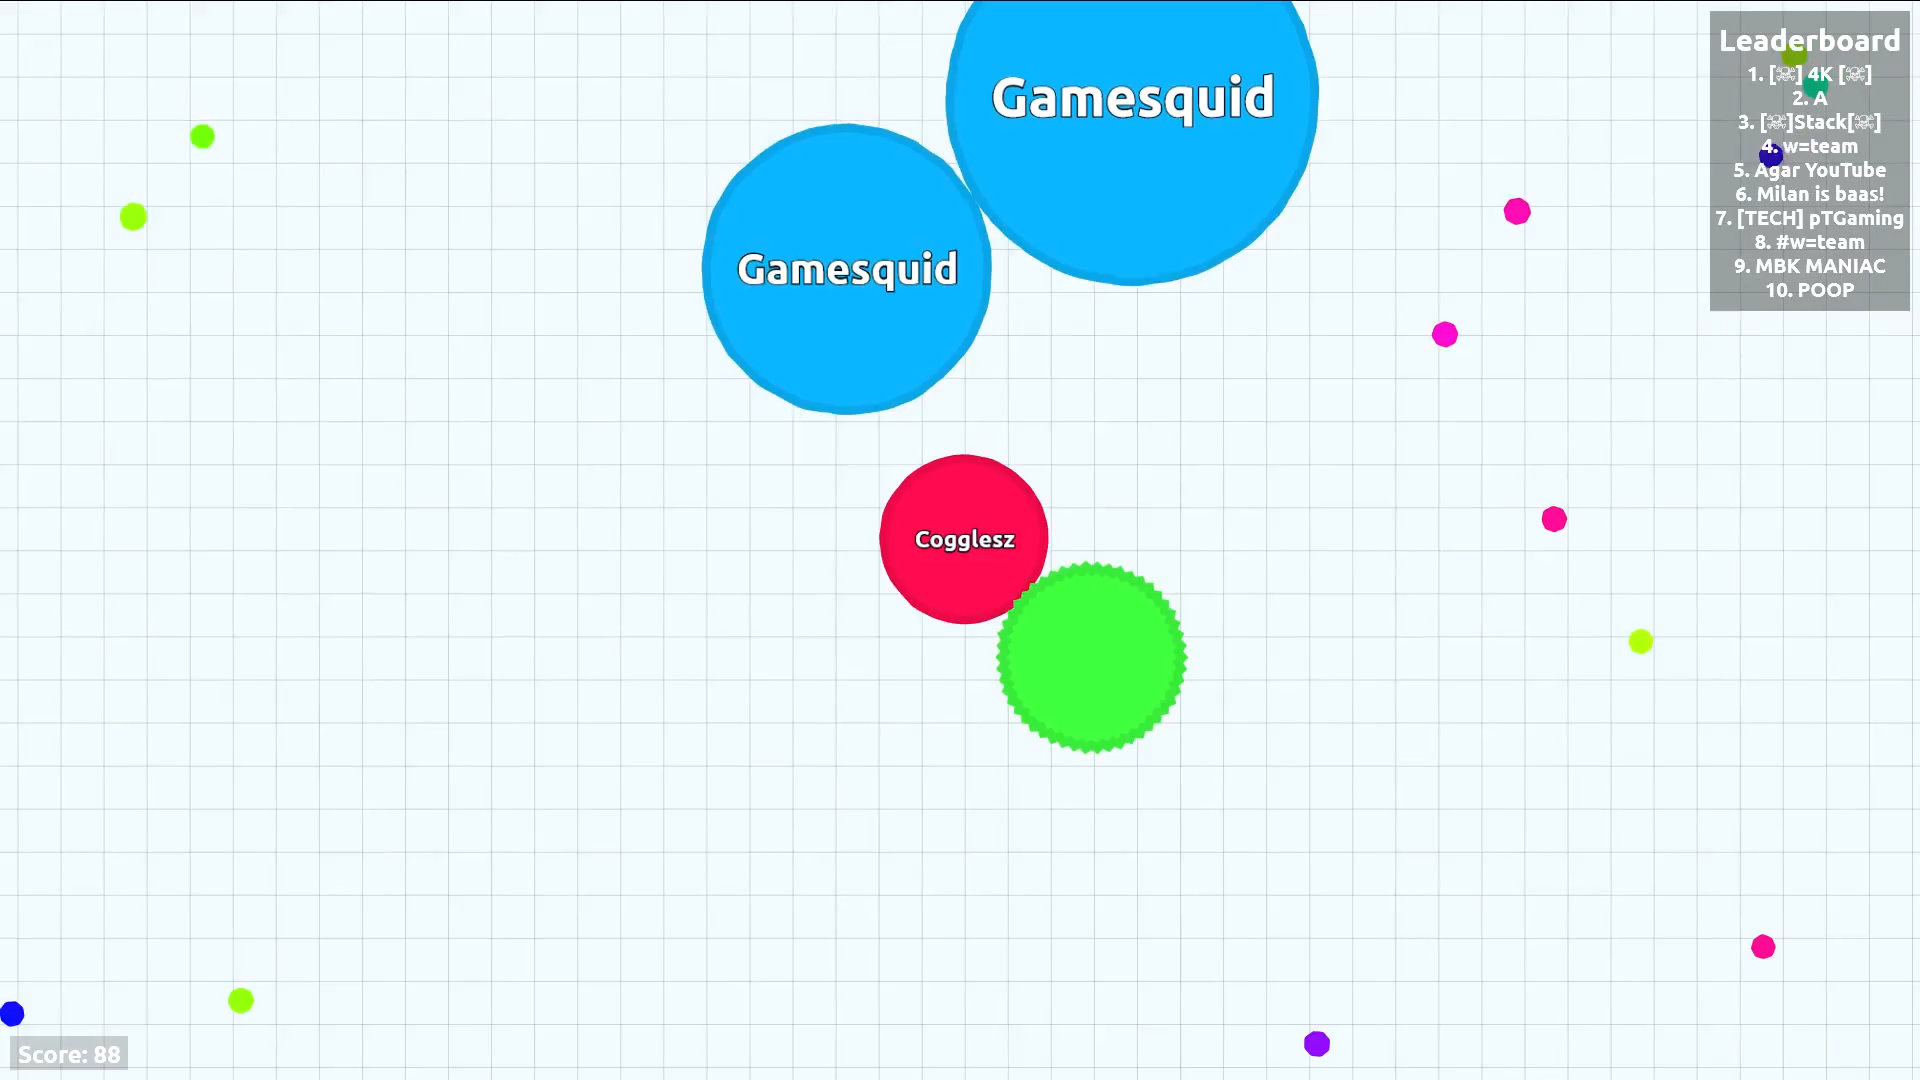 Gamesquid
Gamesquid
Cogglesz
Leaderboard
1. [☠] 4K [☠]
2. A
3. [☠]Stack[☠]
4. w=team
5. Agar YouTube
6. Milan is baas!
7. [TECH] pTGaming
8. #w=team
9. MBK MANIAC
10. POOP
Score: 88